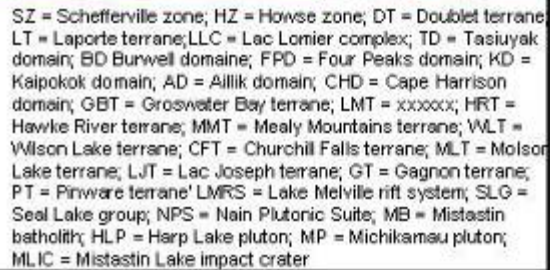 SZ = Schefferville zone; HZ = Howse zone; DT = Doublet terrane
LT = Laporte terrane;LLC = Lac Lomier complex; TD = Tasiuyak
domain; BD Burwell domaine; FPD = Four Peaks domain; KD =
Kaipokok domain; AD = Aillik domain; CHD = Cape Harrison
domain; GBT = Groswater Bay terrane; LMT = xxxxxx; HRT =
Hawke River terrane; MMT = Mealy Mountains terrane; WLT =
Wilson Lake terrane; CFT = Churchill Falls terrane; MLT = Molson
Lake terrane; LJT = Lac Joseph terrane; GT = Gagnon terrane;
PT = Pinware terrane' LMRS = Lake Melville rift system; SLG =
Seal Lake group; NPS = Nain Plutonic Suite; MB = Mistastin
batholith; HLP = Harp Lake pluton; MP = Michikamau pluton;
MLIC = Mistastin Lake impact crater